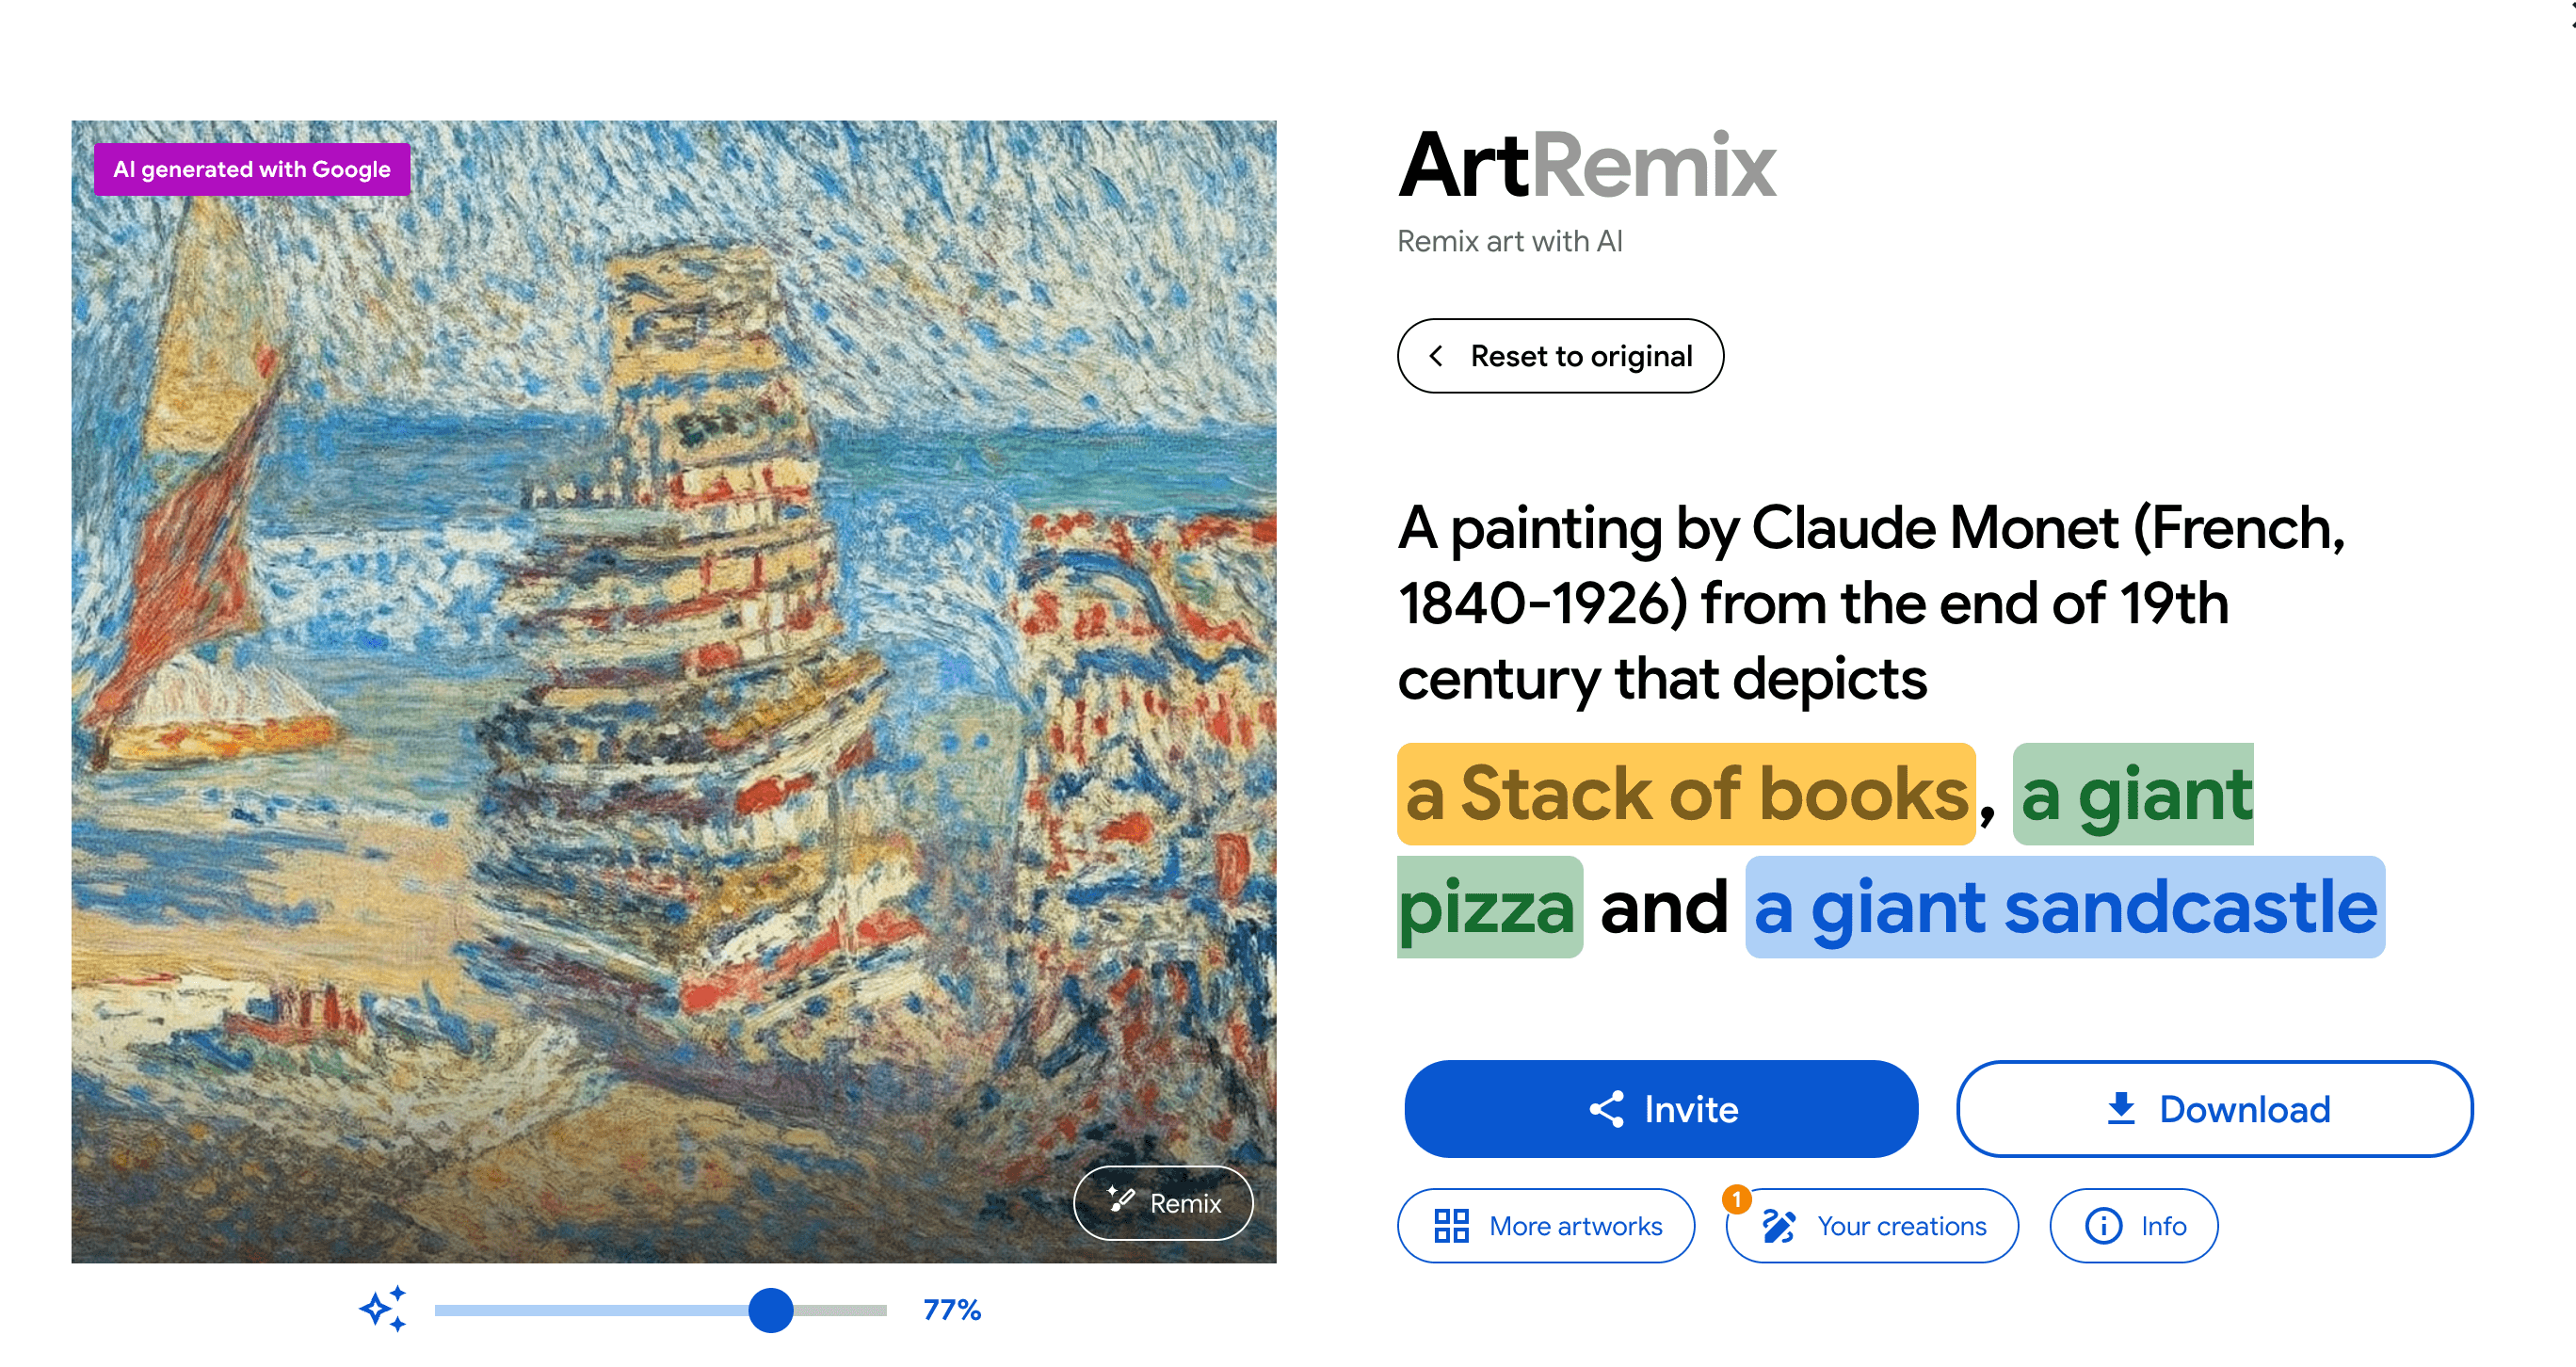 AI generated with Google
ArtRemix
Remix art with AI
Reset to original
A painting by Claude Monet (French,
1840-1926) from the end of 19th
century that depicts
a Stack of books, a giant
pizza and a giant sandcastle
Invite
Download
Remix
1
More artworks
Your creations
Info
77%